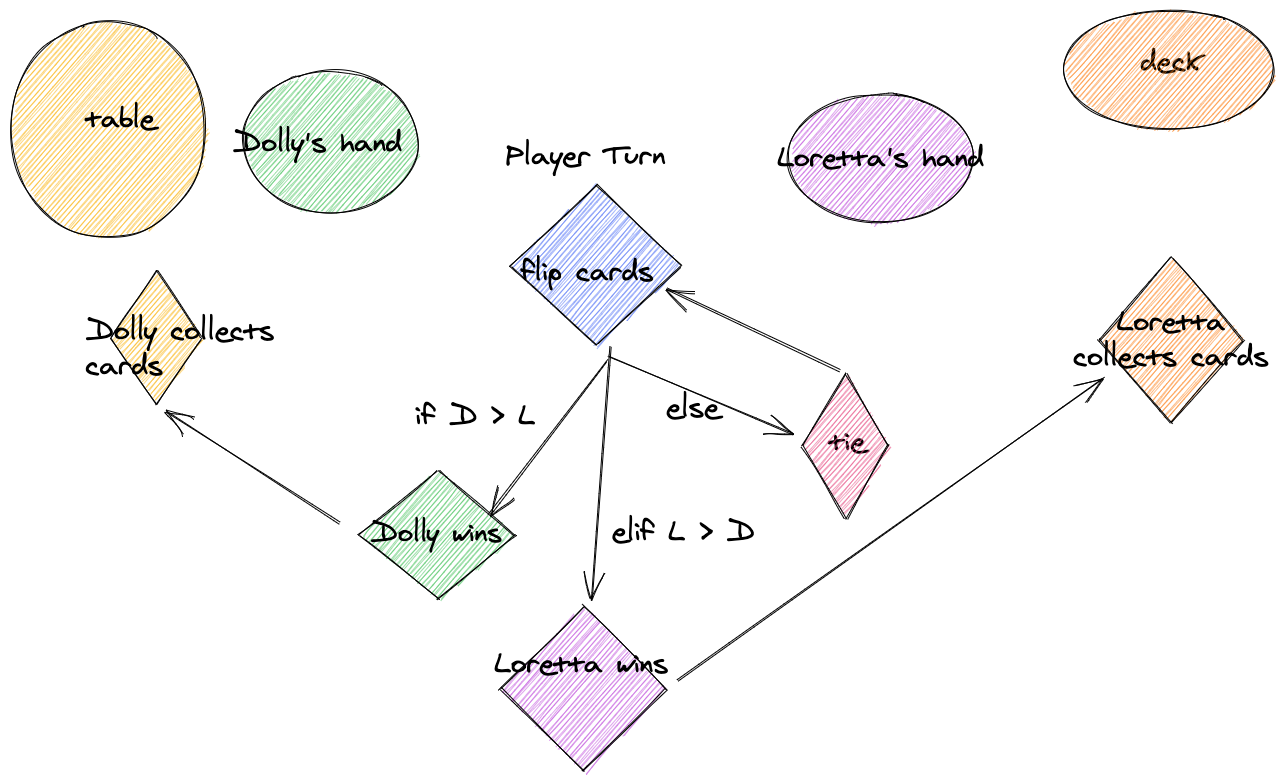 deck
table
Dolly's hand
Player Turn
Loretta's hand
flip cards
Dolly collects
cards
Loretta
collects cards
if D > L
else
tie
Dolly wins
elif L > D
Loretta wins